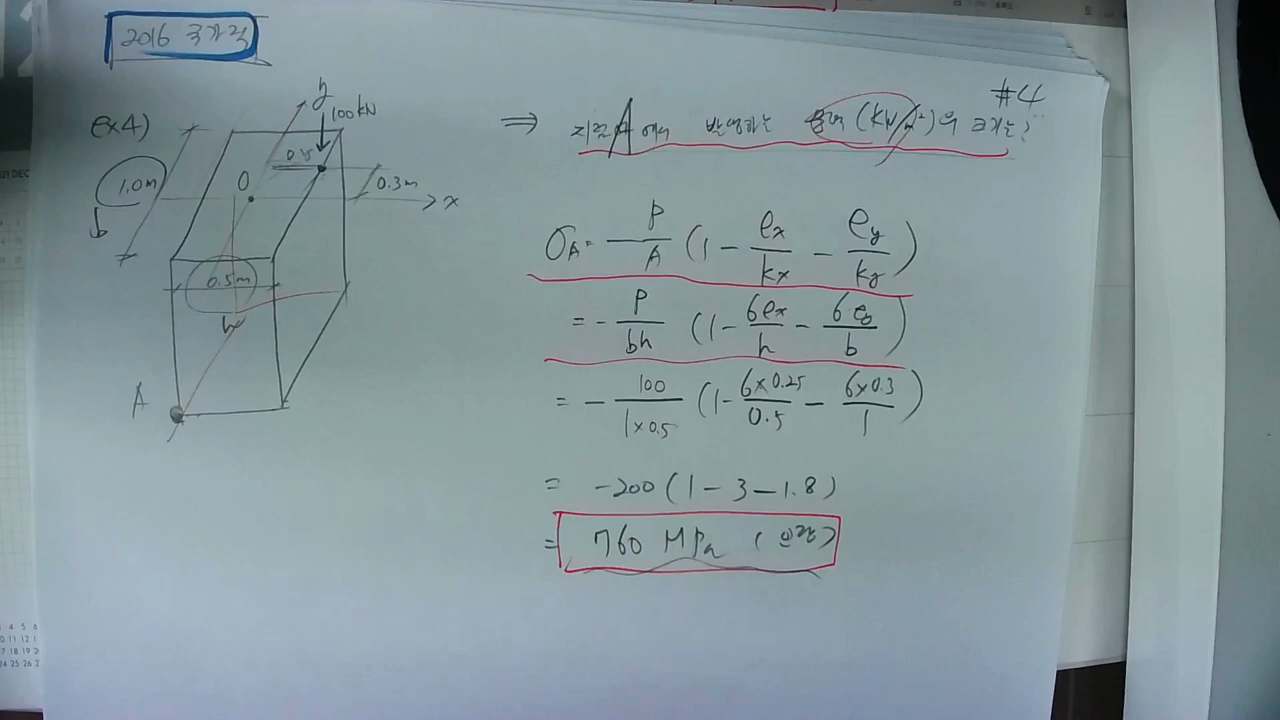 2016 국가직
#4
ex4)
y
100kN
⇒ 지점 A에서 발생하는 응력 (kN/m²)의 크기는?
1.0m
0
0.3m
x
b
0.5m
h
A
σA = -P/A (1 - ex/kx - ey/ky)
= -P/bh (1 - 6ex/h - 6ey/b)
= - 100/1×0.5 (1 - 6×0.25/0.5 - 6×0.3/1)
= -200 (1 - 3 - 1.8)
= 760 MPa (인장)